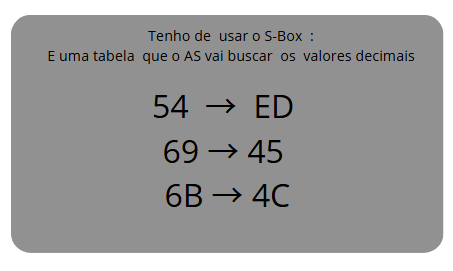 Tenho de usar o S-Box :
E uma tabela que o AS vai buscar os valores decimais
54 → ED
69 → 45
6B → 4C